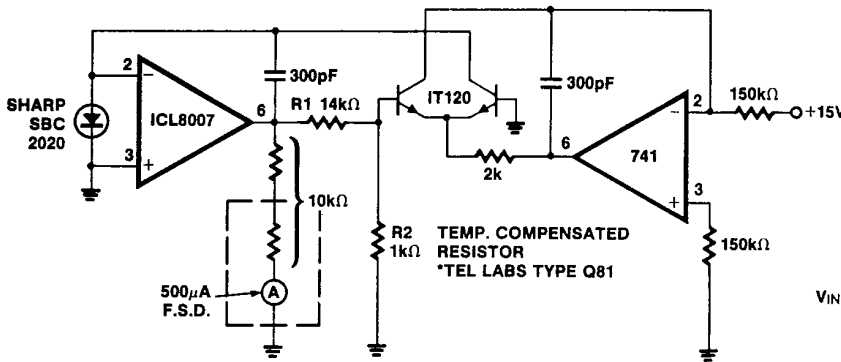 2
SHARP
SBC
2020
3
−
ICL8007
+
6
300pF
R1 14kΩ
10kΩ
500μA
F.S.D.
A
R2
1kΩ
TEMP. COMPENSATED
RESISTOR
*TEL LABS TYPE Q81
IT120
2k
300pF
6
741
−
+
2
3
150kΩ
+15V
150kΩ
VIN